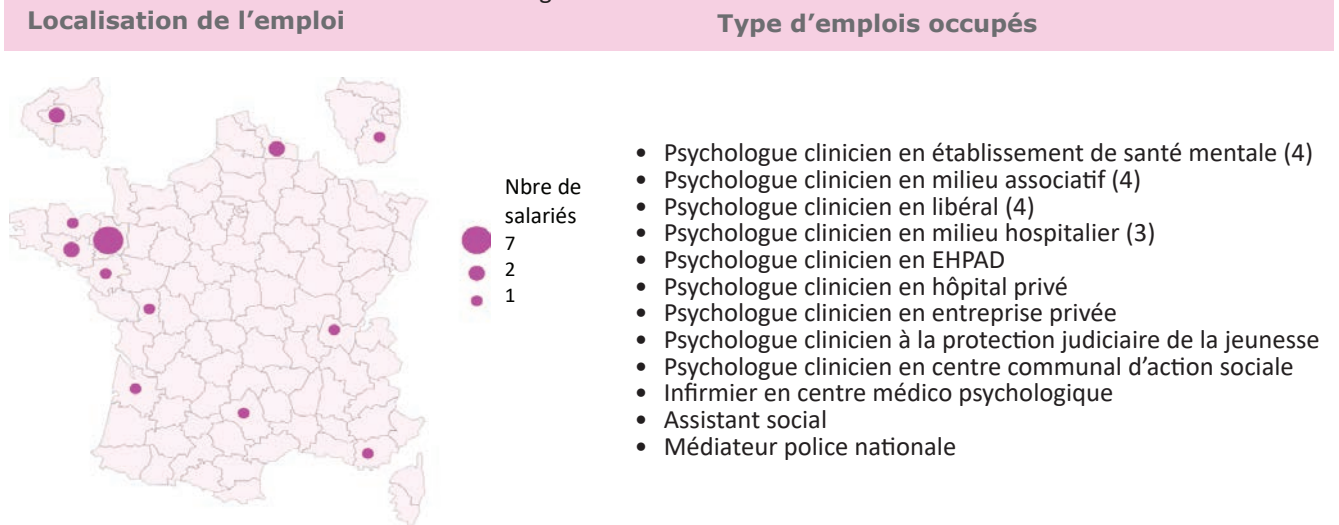 Localisation de l’emploi
Type d’emplois occupés
Nbre de
salariés
7
2
1
• Psychologue clinicien en établissement de santé mentale (4)
• Psychologue clinicien en milieu associatif (4)
• Psychologue clinicien en libéral (4)
• Psychologue clinicien en milieu hospitalier (3)
• Psychologue clinicien en EHPAD
• Psychologue clinicien en hôpital privé
• Psychologue clinicien en entreprise privée
• Psychologue clinicien à la protection judiciaire de la jeunesse
• Psychologue clinicien en centre communal d’action sociale
• Infirmier en centre médico psychologique
• Assistant social
• Médiateur police nationale